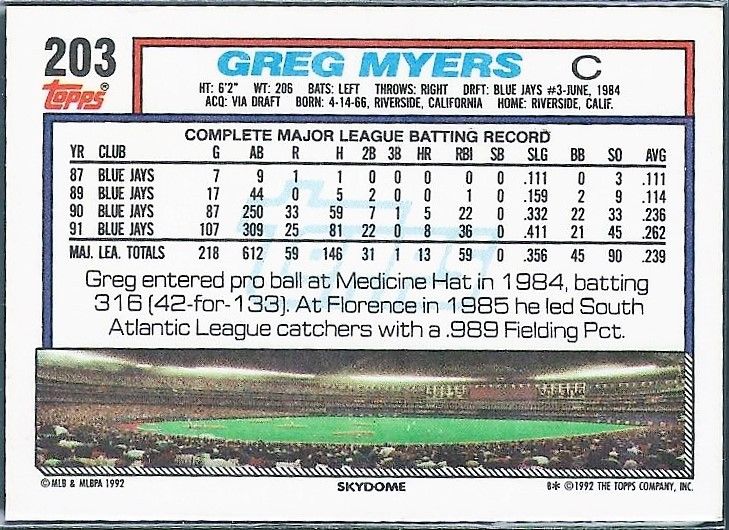 203
Topps®
GREG MYERS C
HT: 6'2" WT: 206 BATS: LEFT THROWS: RIGHT DRFT: BLUE JAYS #3-JUNE, 1984
ACQ: VIA DRAFT BORN: 4-14-66, RIVERSIDE, CALIFORNIA HOME: RIVERSIDE, CALIF.
COMPLETE MAJOR LEAGUE BATTING RECORD
YR CLUB G AB R H 2B 3B HR RBI SB SLG BB SO AVG
87 BLUE JAYS 7 9 1 1 0 0 0 0 0 .111 0 3 .111
89 BLUE JAYS 17 44 0 5 2 0 0 1 0 .159 2 9 .114
90 BLUE JAYS 87 250 33 59 7 1 5 22 0 .332 22 33 .236
91 BLUE JAYS 107 309 25 81 22 0 8 36 0 .411 21 45 .262
MAJ. LEA. TOTALS 218 612 59 146 31 1 13 59 0 .356 45 90 .239
Greg entered pro ball at Medicine Hat in 1984, batting
316 (42-for-133). At Florence in 1985 he led South
Atlantic League catchers with a .989 Fielding Pct.
©MLB & MLBPA 1992 SKYDOME B* ©1992 THE TOPPS COMPANY, INC.